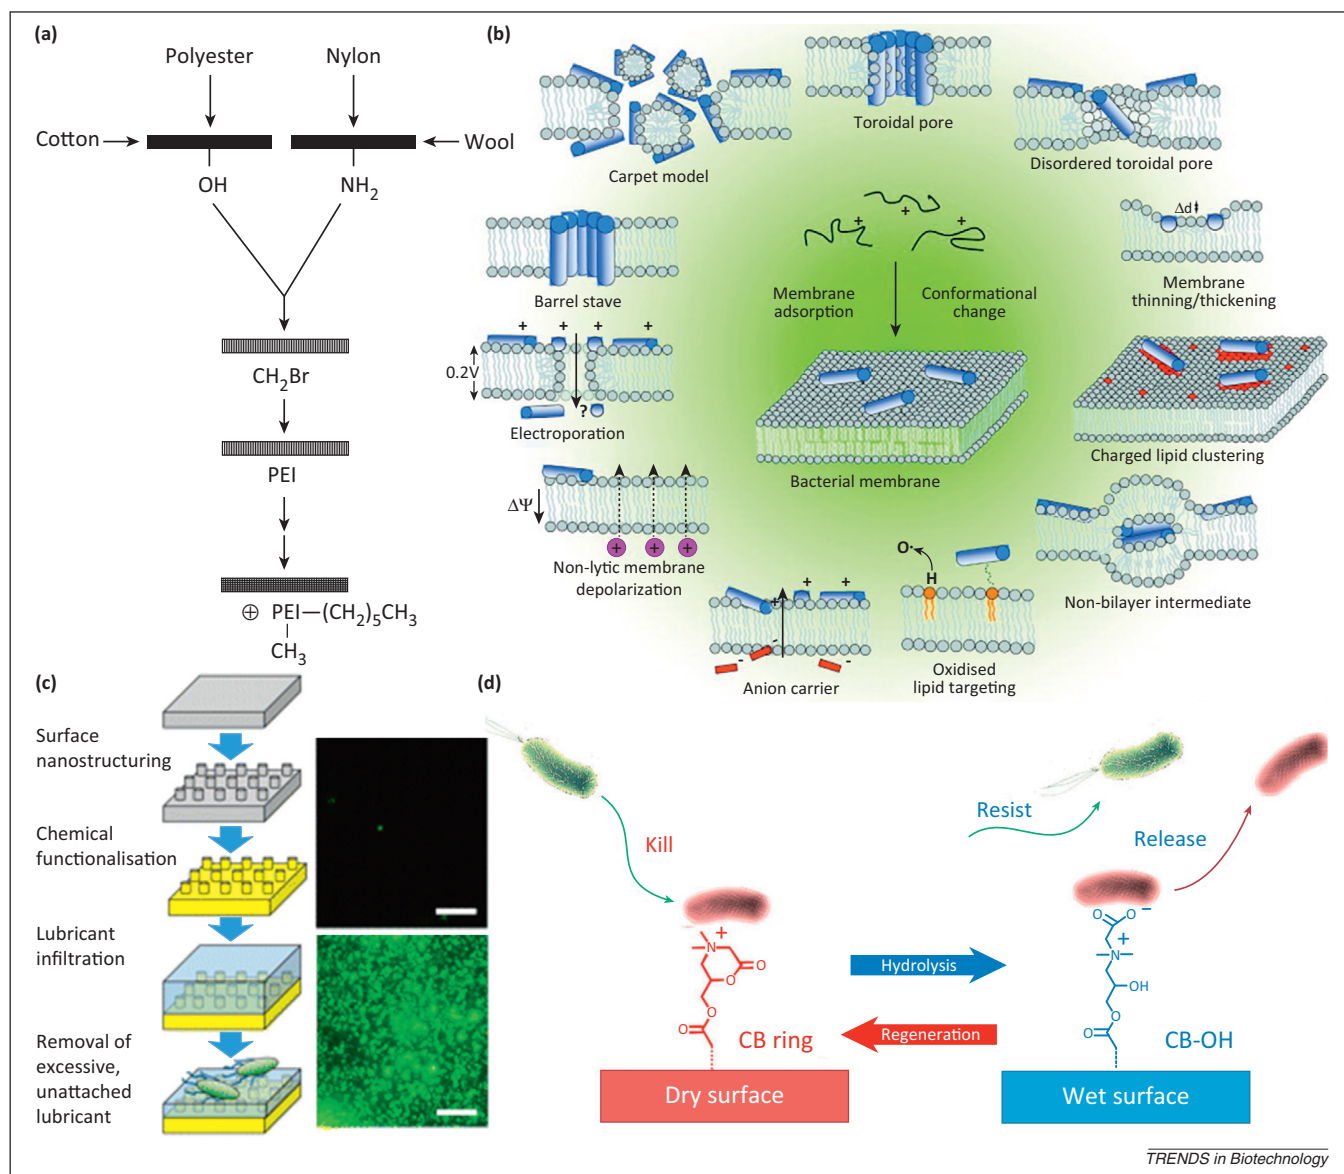 (a)
Polyester
Nylon
Cotton
Wool
OH
NH2
CH2Br
PEI
⊕ PEI—(CH2)5CH3
CH3
(b)
Carpet model
Toroidal pore
Disordered toroidal pore
Barrel stave
+
+
+
Membrane
adsorption
Conformational
change
Δd
Membrane
thinning/thickening
+ + + +
0.2V
?
Electroporation
Bacterial membrane
Charged lipid clustering
ΔΨ
+ + +
Non-lytic membrane
depolarization
+ + +
- - -
Anion carrier
O•
H
Oxidised
lipid targeting
Non-bilayer intermediate
(c)
Surface
nanostructuring
Chemical
functionalisation
Lubricant
infiltration
Removal of
excessive,
unattached
lubricant
(d)
Kill
Resist
Release
+
N
O
O
O
O
CB ring
Hydrolysis
Regeneration
O
O−
+
N
OH
O
O
CB-OH
Dry surface
Wet surface
TRENDS in Biotechnology